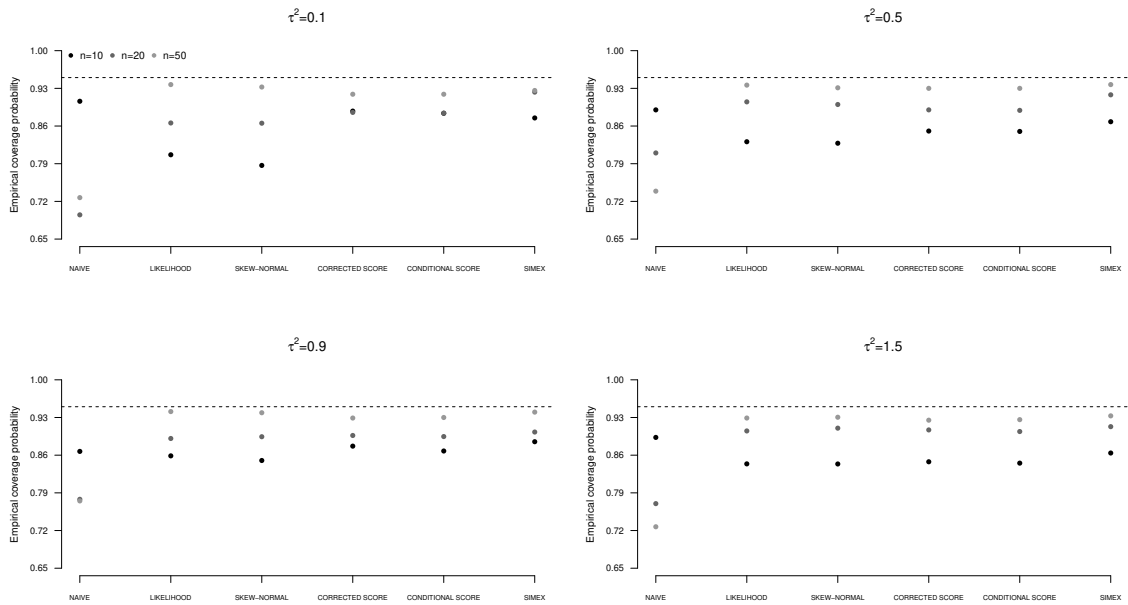 τ²=0.1
Empirical coverage probability
1.00
0.93
0.86
0.79
0.72
0.65
n=10 n=20 n=50
NAIVE LIKELIHOOD SKEW−NORMAL CORRECTED SCORE CONDITIONAL SCORE SIMEX
τ²=0.5
Empirical coverage probability
1.00
0.93
0.86
0.79
0.72
0.65
NAIVE LIKELIHOOD SKEW−NORMAL CORRECTED SCORE CONDITIONAL SCORE SIMEX
τ²=0.9
Empirical coverage probability
1.00
0.93
0.86
0.79
0.72
0.65
NAIVE LIKELIHOOD SKEW−NORMAL CORRECTED SCORE CONDITIONAL SCORE SIMEX
τ²=1.5
Empirical coverage probability
1.00
0.93
0.86
0.79
0.72
0.65
NAIVE LIKELIHOOD SKEW−NORMAL CORRECTED SCORE CONDITIONAL SCORE SIMEX